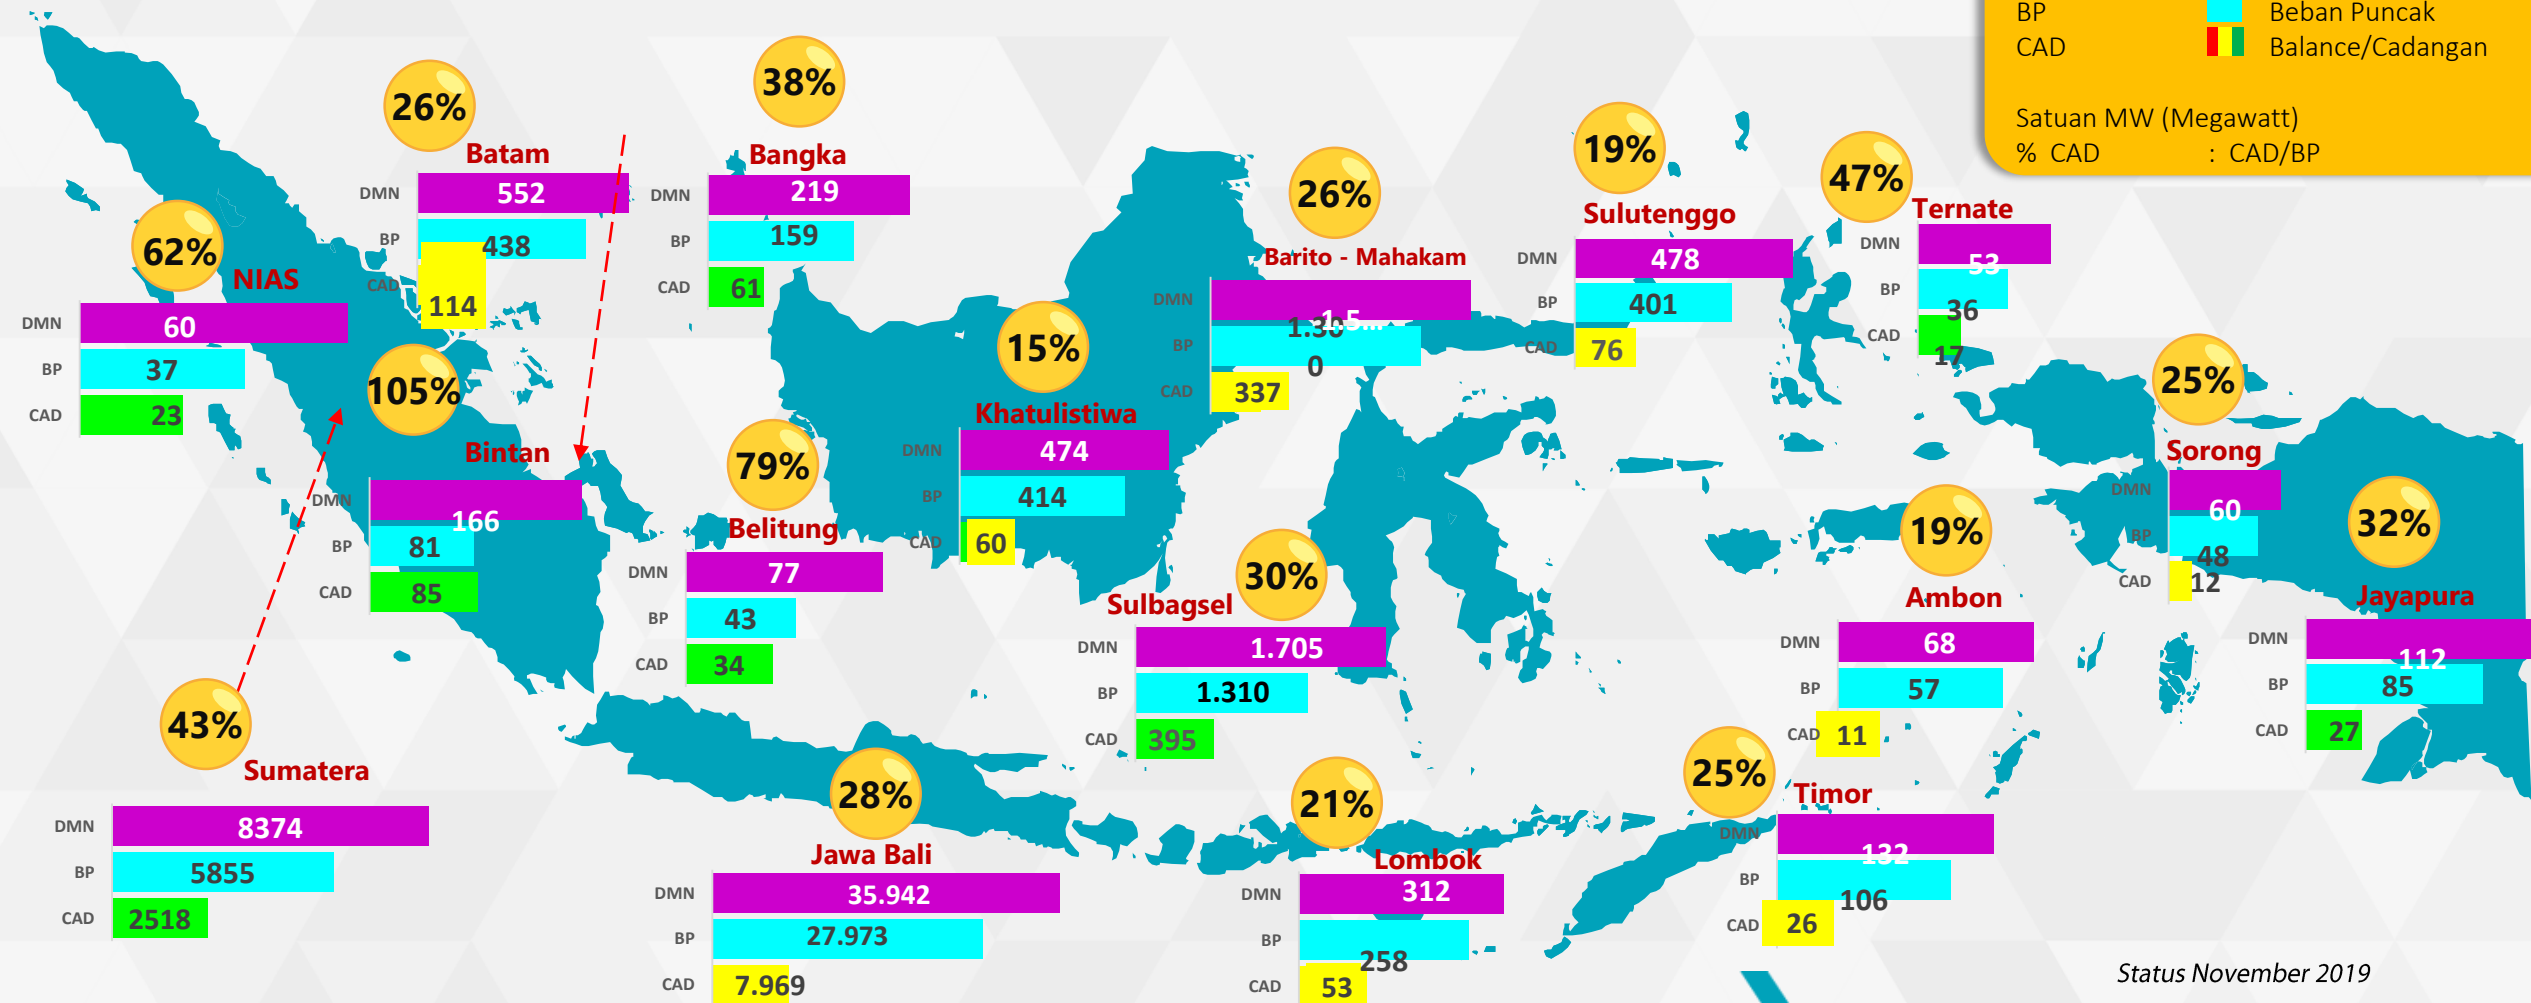 BP Beban Puncak
CAD Balance/Cadangan
Satuan MW (Megawatt)
% CAD : CAD/BP
26%
Batam
DMN 552
BP 438
CAD 114
38%
Bangka
DMN 219
BP 159
CAD 61
62%
NIAS
DMN 60
BP 37
CAD 23
105%
Bintan
DMN 166
BP 81
CAD 85
43%
Sumatera
DMN 8374
BP 5855
CAD 2518
79%
Belitung
DMN 77
BP 43
CAD 34
28%
Jawa Bali
DMN 35.942
BP 27.973
CAD 7.969
15%
Khatulistiwa
DMN 474
BP 414
CAD 60
26%
Barito - Mahakam
DMN
BP 1.30
0
CAD 337
30%
Sulbagsel
DMN 1.705
BP 1.310
CAD 395
21%
Lombok
DMN 312
BP 258
CAD 53
19%
Sulutenggo
DMN 478
BP 401
CAD 76
47%
Ternate
DMN 53
BP 36
CAD 17
19%
Ambon
DMN 68
BP 57
CAD 11
25%
Timor
DMN 132
BP 106
CAD 26
25%
Sorong
DMN 60
BP 48
CAD 12
32%
Jayapura
DMN 112
BP 85
CAD 27
Status November 2019